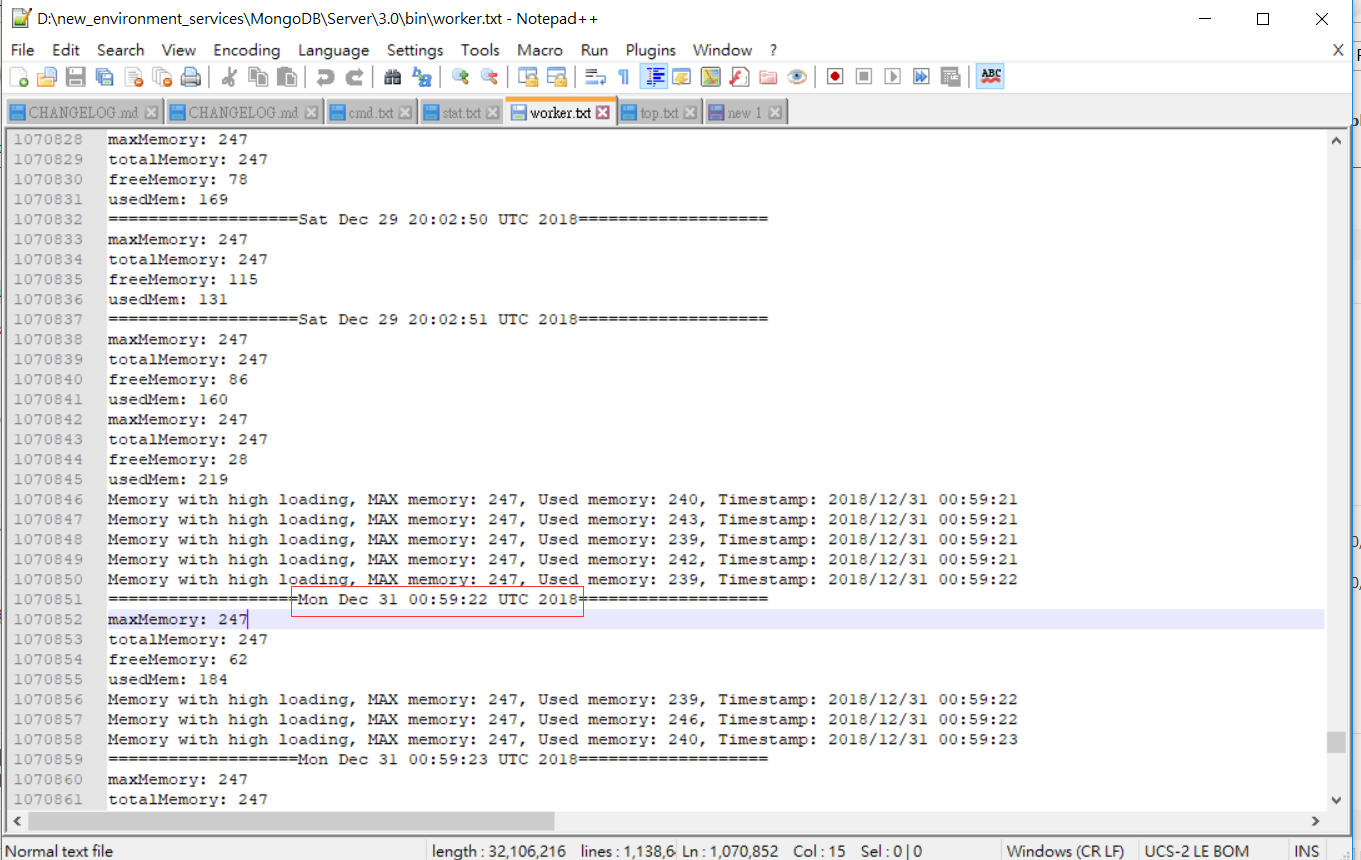 D:\new_environment_services\MongoDB\Server\3.0\bin\worker.txt - Notepad++
File Edit Search View Encoding Language Settings Tools Macro Run Plugins Window ? X
ABC
CHANGELOG.md CHANGELOG.md cmd.txt stat.txt worker.txt top.txt new 1
1070828 maxMemory: 247
1070829 totalMemory: 247
1070830 freeMemory: 78
1070831 usedMem: 169
1070832 ===================Sat Dec 29 20:02:50 UTC 2018===================
1070833 maxMemory: 247
1070834 totalMemory: 247
1070835 freeMemory: 115
1070836 usedMem: 131
1070837 ===================Sat Dec 29 20:02:51 UTC 2018===================
1070838 maxMemory: 247
1070839 totalMemory: 247
1070840 freeMemory: 86
1070841 usedMem: 160
1070842 maxMemory: 247
1070843 totalMemory: 247
1070844 freeMemory: 28
1070845 usedMem: 219
1070846 Memory with high loading, MAX memory: 247, Used memory: 240, Timestamp: 2018/12/31 00:59:21
1070847 Memory with high loading, MAX memory: 247, Used memory: 243, Timestamp: 2018/12/31 00:59:21
1070848 Memory with high loading, MAX memory: 247, Used memory: 239, Timestamp: 2018/12/31 00:59:21
1070849 Memory with high loading, MAX memory: 247, Used memory: 242, Timestamp: 2018/12/31 00:59:21
1070850 Memory with high loading, MAX memory: 247, Used memory: 239, Timestamp: 2018/12/31 00:59:22
1070851 ===================Mon Dec 31 00:59:22 UTC 2018===================
1070852 maxMemory: 247
1070853 totalMemory: 247
1070854 freeMemory: 62
1070855 usedMem: 184
1070856 Memory with high loading, MAX memory: 247, Used memory: 239, Timestamp: 2018/12/31 00:59:22
1070857 Memory with high loading, MAX memory: 247, Used memory: 246, Timestamp: 2018/12/31 00:59:22
1070858 Memory with high loading, MAX memory: 247, Used memory: 240, Timestamp: 2018/12/31 00:59:23
1070859 ===================Mon Dec 31 00:59:23 UTC 2018===================
1070860 maxMemory: 247
1070861 totalMemory: 247
Normal text file length : 32,106,216 lines : 1,138,6 Ln : 1,070,852 Col : 15 Sel : 0 | 0 Windows (CR LF) UCS-2 LE BOM INS